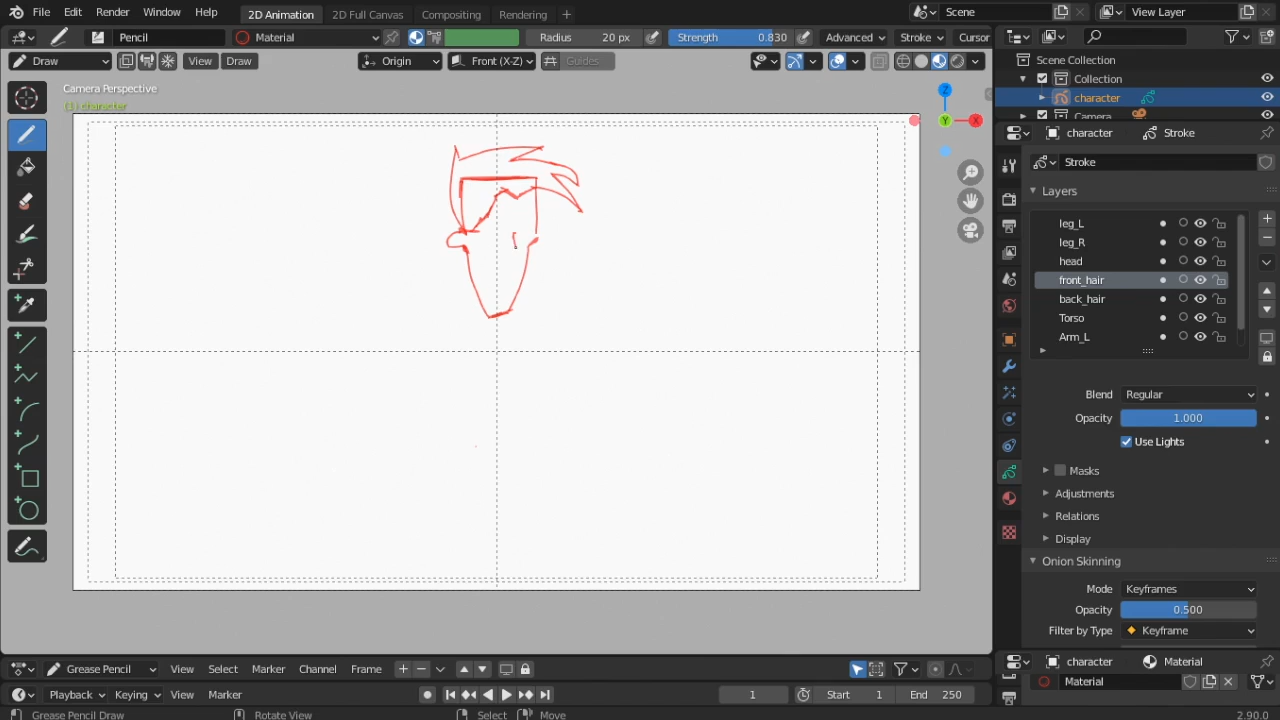 File Edit Render Window Help 2D Animation 2D Full Canvas Compositing Rendering + Scene View Layer
Pencil Material Radius 20 px Strength 0.830 Advanced Stroke Cursor
Draw View Draw Origin Front (X-Z) Guides
Camera Perspective
(1) character
Z
Y
X
Scene Collection
Collection
character
Camera
character Stroke
Stroke
Layers
leg_L
leg_R
head
front_hair
back_hair
Torso
Arm_L
Blend Regular
Opacity 1.000
Use Lights
Masks
Adjustments
Relations
Display
Onion Skinning
Mode Keyframes
Opacity 0.500
Filter by Type Keyframe
character Material
Material
Grease Pencil View Select Marker Channel Frame
Playback Keying View Marker 1 Start 1 End 250
Grease Pencil Draw Rotate View Select Move 2.90.0